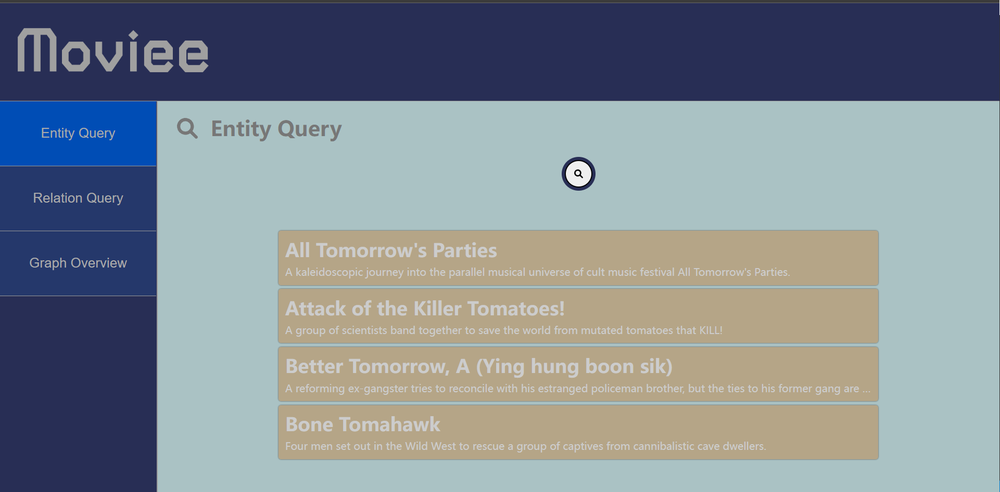 Moviee
Entity Query
Relation Query
Graph Overview
Entity Query
All Tomorrow's Parties
A kaleidoscopic journey into the parallel musical universe of cult music festival All Tomorrow's Parties.
Attack of the Killer Tomatoes!
A group of scientists band together to save the world from mutated tomatoes that KILL!
Better Tomorrow, A (Ying hung boon sik)
A reforming ex-gangster tries to reconcile with his estranged policeman brother, but the ties to his former gang are ...
Bone Tomahawk
Four men set out in the Wild West to rescue a group of captives from cannibalistic cave dwellers.